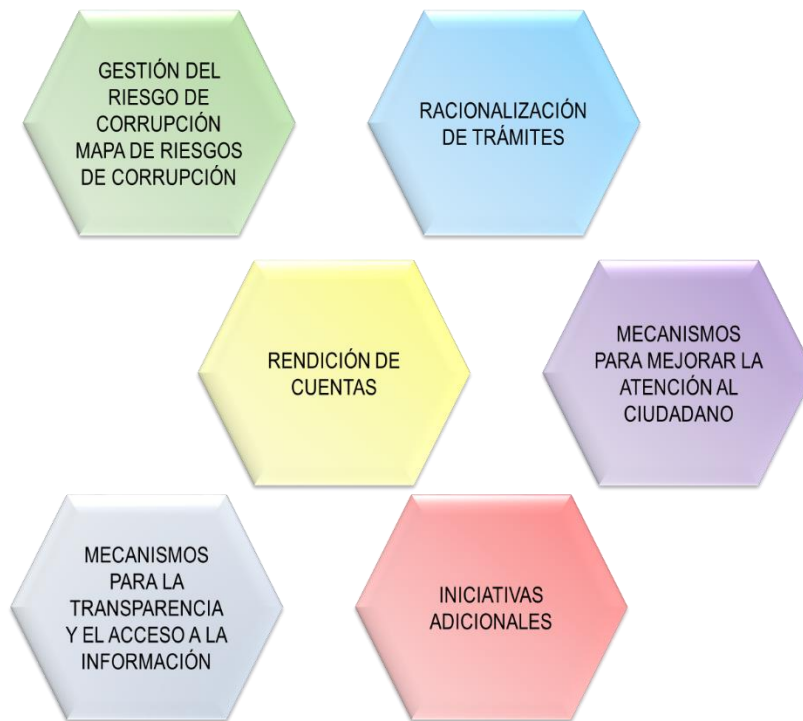 GESTIÓN DEL
RIESGO DE
CORRUPCIÓN
MAPA DE RIESGOS
DE CORRUPCIÓN
RACIONALIZACIÓN
DE TRÁMITES
RENDICIÓN DE
CUENTAS
MECANISMOS
PARA MEJORAR LA
ATENCIÓN AL
CIUDADANO
MECANISMOS
PARA LA
TRANSPARENCIA
Y EL ACCESO A LA
INFORMACIÓN
INICIATIVAS
ADICIONALES